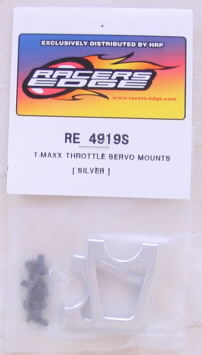 EXCLUSIVELY DISTRIBUTED BY HRP
RACERS
EDGE
www.racers-edge.com
RE 4919S
T-MAXX THROTTLE SERVO MOUNTS
[ SILVER ]